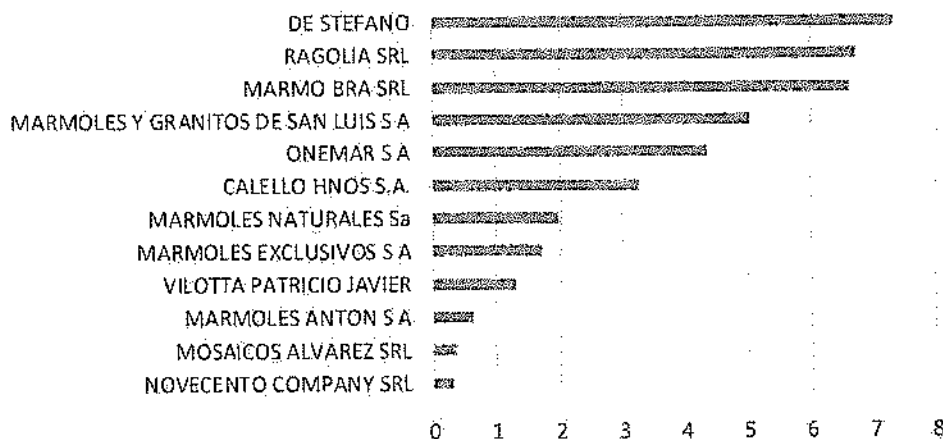 DE STEFANO
RAGOLIA SRL
MARMO BRA SRL
MARMOLES Y GRANITOS DE SAN LUIS S A
ONEMAR S A
CALELLO HNOS S.A.
MARMOLES NATURALES Sa
MARMOLES EXCLUSIVOS S A
VILOTTA PATRICIO JAVIER
MARMOLES ANTON S A
MOSAICOS ALVAREZ SRL
NOVECENTO COMPANY SRL
0 1 2 3 4 5 6 7 8